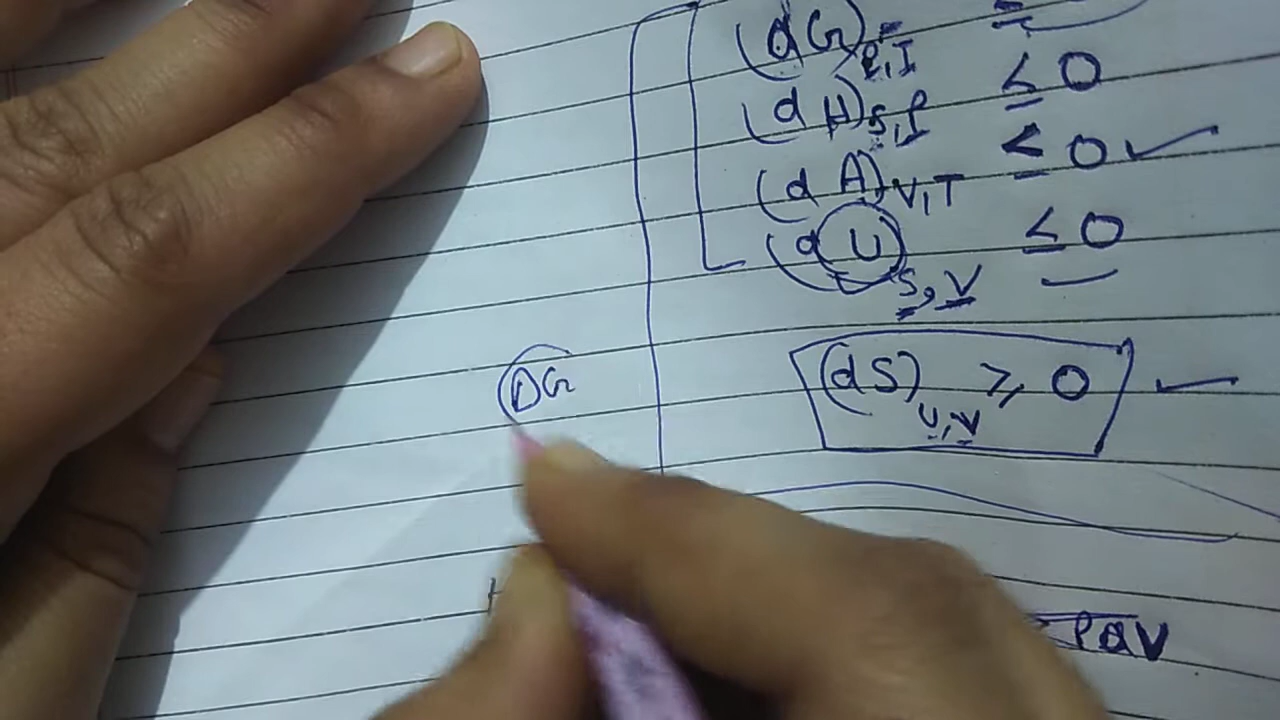 (dG)P,T ≤
(dH)S,P ≤ 0
(dA)V,T ≤ 0 ✓
(dU)S,V ≤ 0
(dS)U,V ≥ 0
DG
PdV